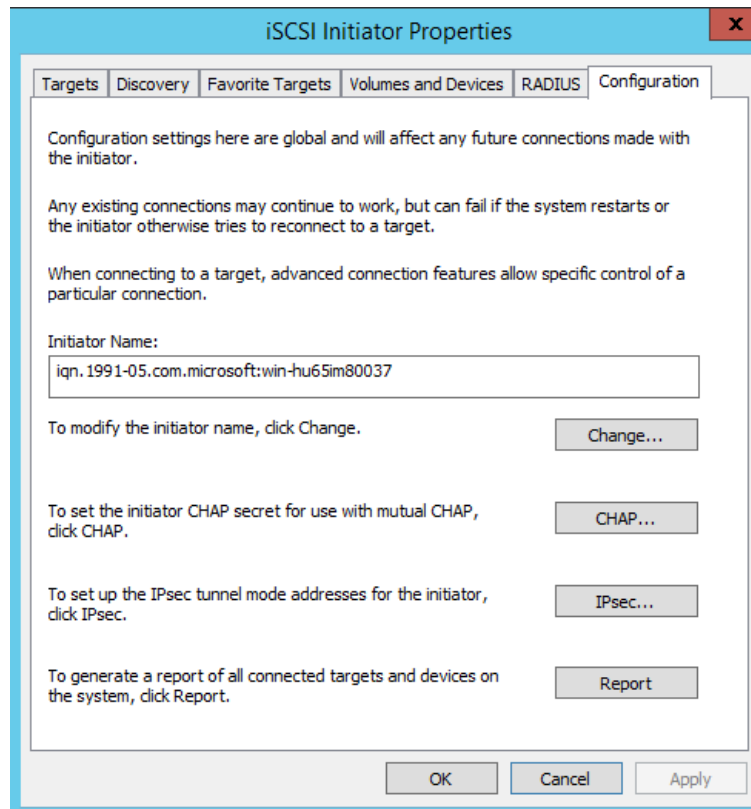 iSCSI Initiator Properties
x
Targets Discovery Favorite Targets Volumes and Devices RADIUS Configuration
Configuration settings here are global and will affect any future connections made with
the initiator.
Any existing connections may continue to work, but can fail if the system restarts or
the initiator otherwise tries to reconnect to a target.
When connecting to a target, advanced connection features allow specific control of a
particular connection.
Initiator Name:
iqn.1991-05.com.microsoft:win-hu65im80037
To modify the initiator name, click Change.
Change...
To set the initiator CHAP secret for use with mutual CHAP,
click CHAP.
CHAP...
To set up the IPsec tunnel mode addresses for the initiator,
click IPsec.
IPsec...
To generate a report of all connected targets and devices on
the system, click Report.
Report
OK Cancel Apply